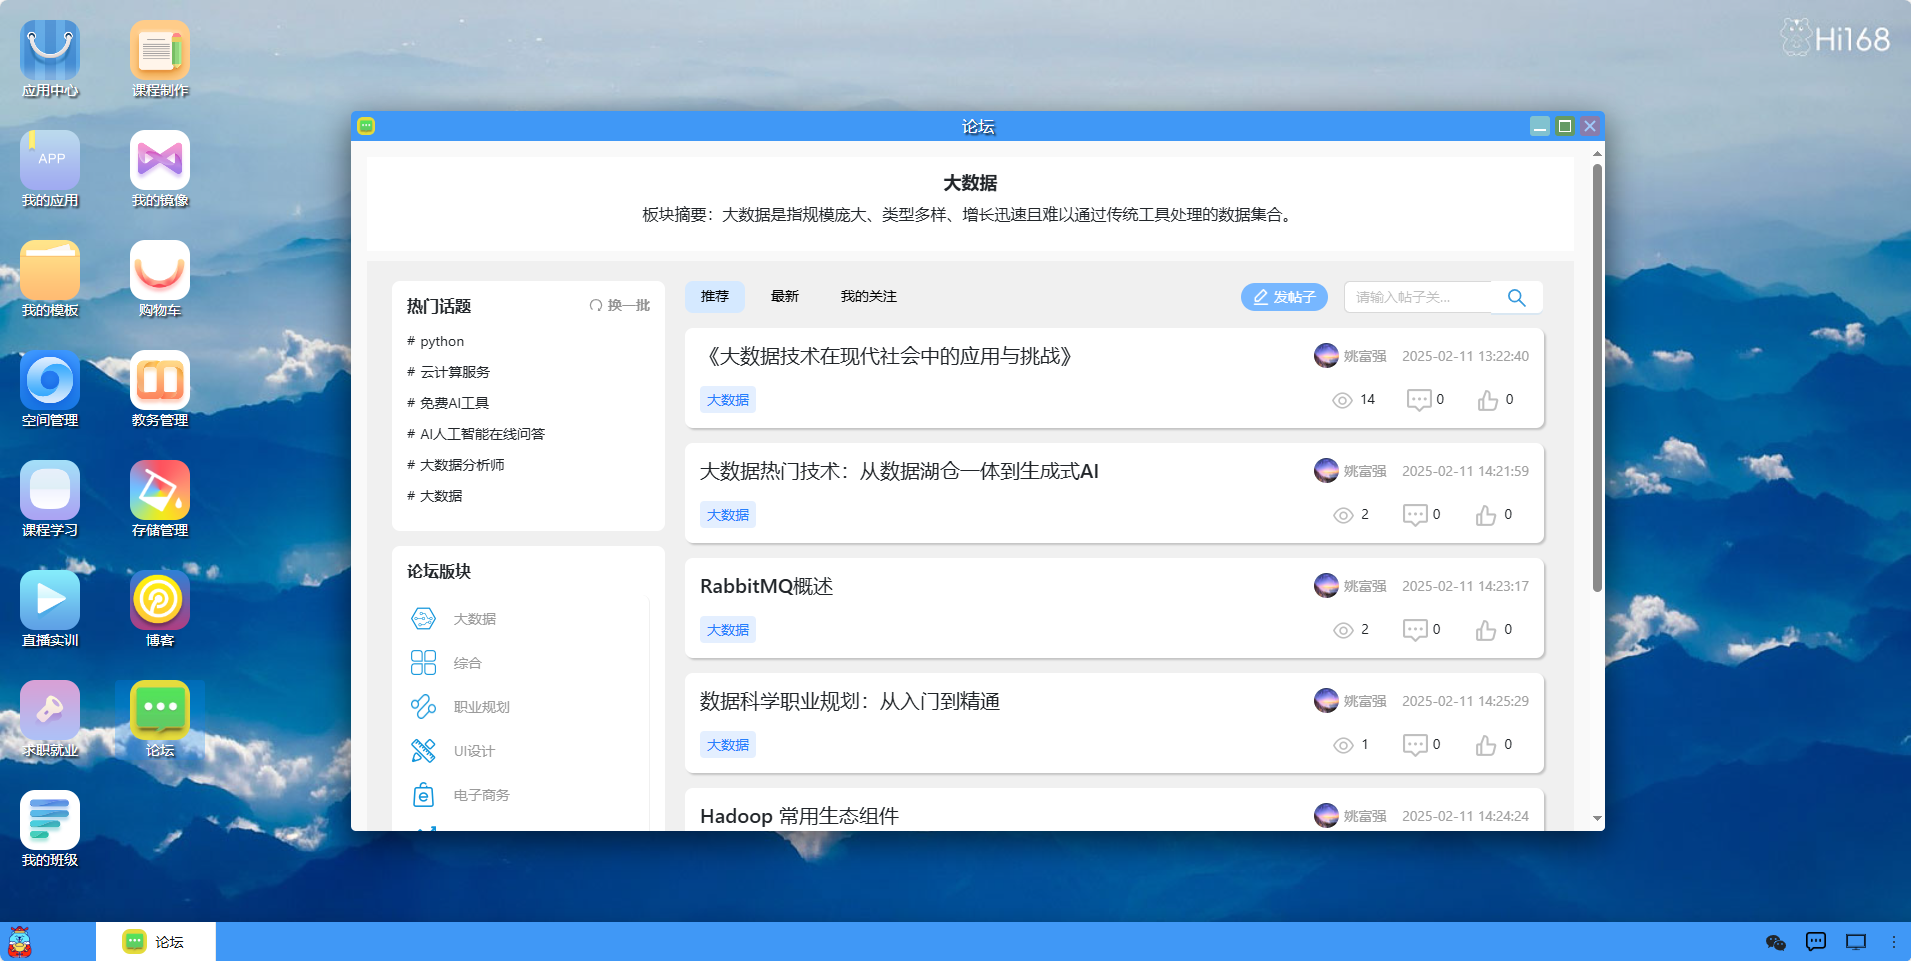 Hi168
应用中心
课程制作
APP
我的应用
我的镜像
我的模板
购物车
空间管理
教务管理
课程学习
存储管理
直播实训
博客
求职就业
论坛
我的班级
论坛
大数据
板块摘要：大数据是指规模庞大、类型多样、增长迅速且难以通过传统工具处理的数据集合。
热门话题
换一批
# python
# 云计算服务
# 免费AI工具
# AI人工智能在线问答
# 大数据分析师
# 大数据
论坛版块
大数据
综合
职业规划
UI设计
电子商务
推荐 最新 我的关注
发帖子
请输入帖子关...
《大数据技术在现代社会中的应用与挑战》
姚富强 2025-02-11 13:22:40
大数据
14 0 0
大数据热门技术：从数据湖仓一体到生成式AI
姚富强 2025-02-11 14:21:59
大数据
2 0 0
RabbitMQ概述
姚富强 2025-02-11 14:23:17
大数据
2 0 0
数据科学职业规划：从入门到精通
姚富强 2025-02-11 14:25:29
大数据
1 0 0
Hadoop 常用生态组件
姚富强 2025-02-11 14:24:24
论坛